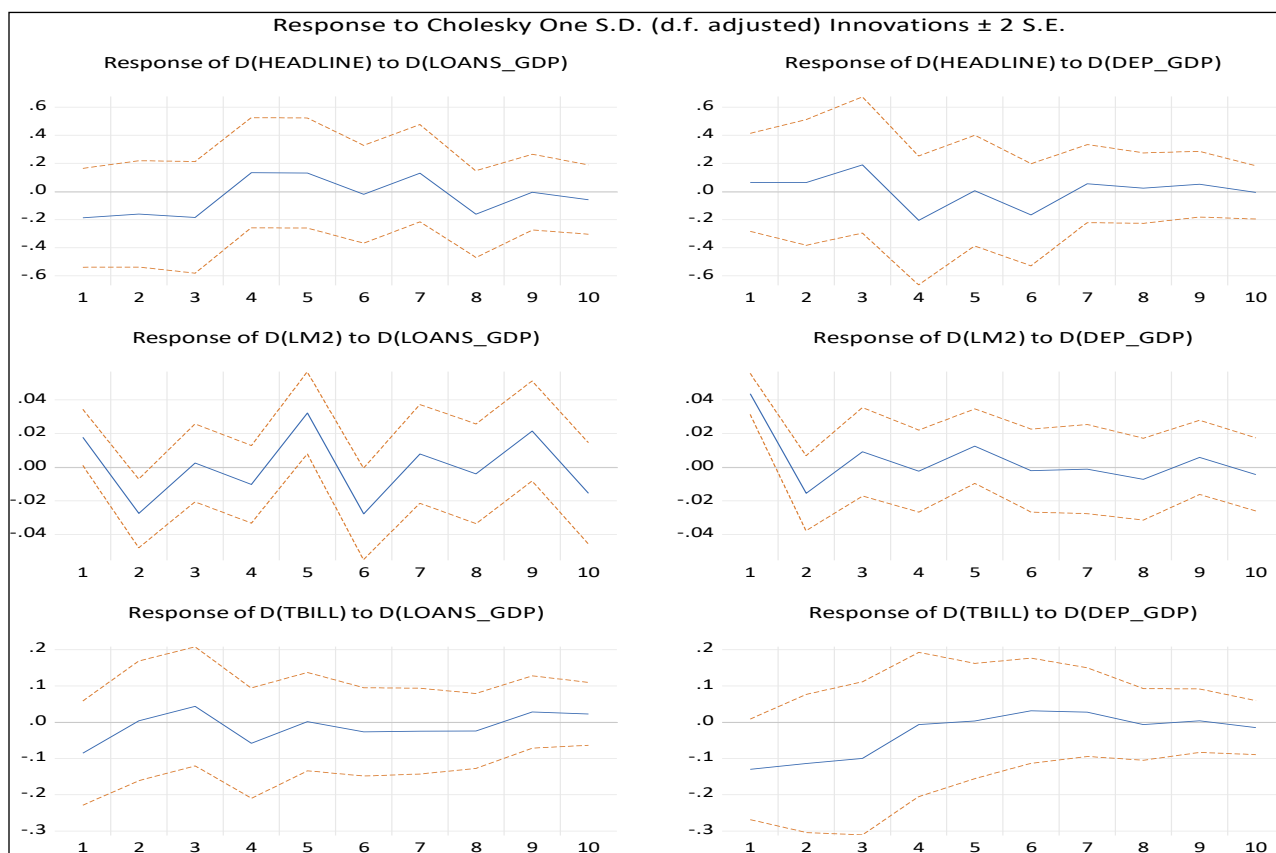 Response to Cholesky One S.D. (d.f. adjusted) Innovations ± 2 S.E.
Response of D(HEADLINE) to D(LOANS_GDP)
.6
.4
.2
.0
-.2
-.4
-.6
1 2 3 4 5 6 7 8 9 10
Response of D(HEADLINE) to D(DEP_GDP)
.6
.4
.2
.0
-.2
-.4
-.6
1 2 3 4 5 6 7 8 9 10
Response of D(LM2) to D(LOANS_GDP)
.04
.02
.00
-.02
-.04
1 2 3 4 5 6 7 8 9 10
Response of D(LM2) to D(DEP_GDP)
.04
.02
.00
-.02
-.04
1 2 3 4 5 6 7 8 9 10
Response of D(TBILL) to D(LOANS_GDP)
.2
.1
.0
-.1
-.2
-.3
1 2 3 4 5 6 7 8 9 10
Response of D(TBILL) to D(DEP_GDP)
.2
.1
.0
-.1
-.2
-.3
1 2 3 4 5 6 7 8 9 10